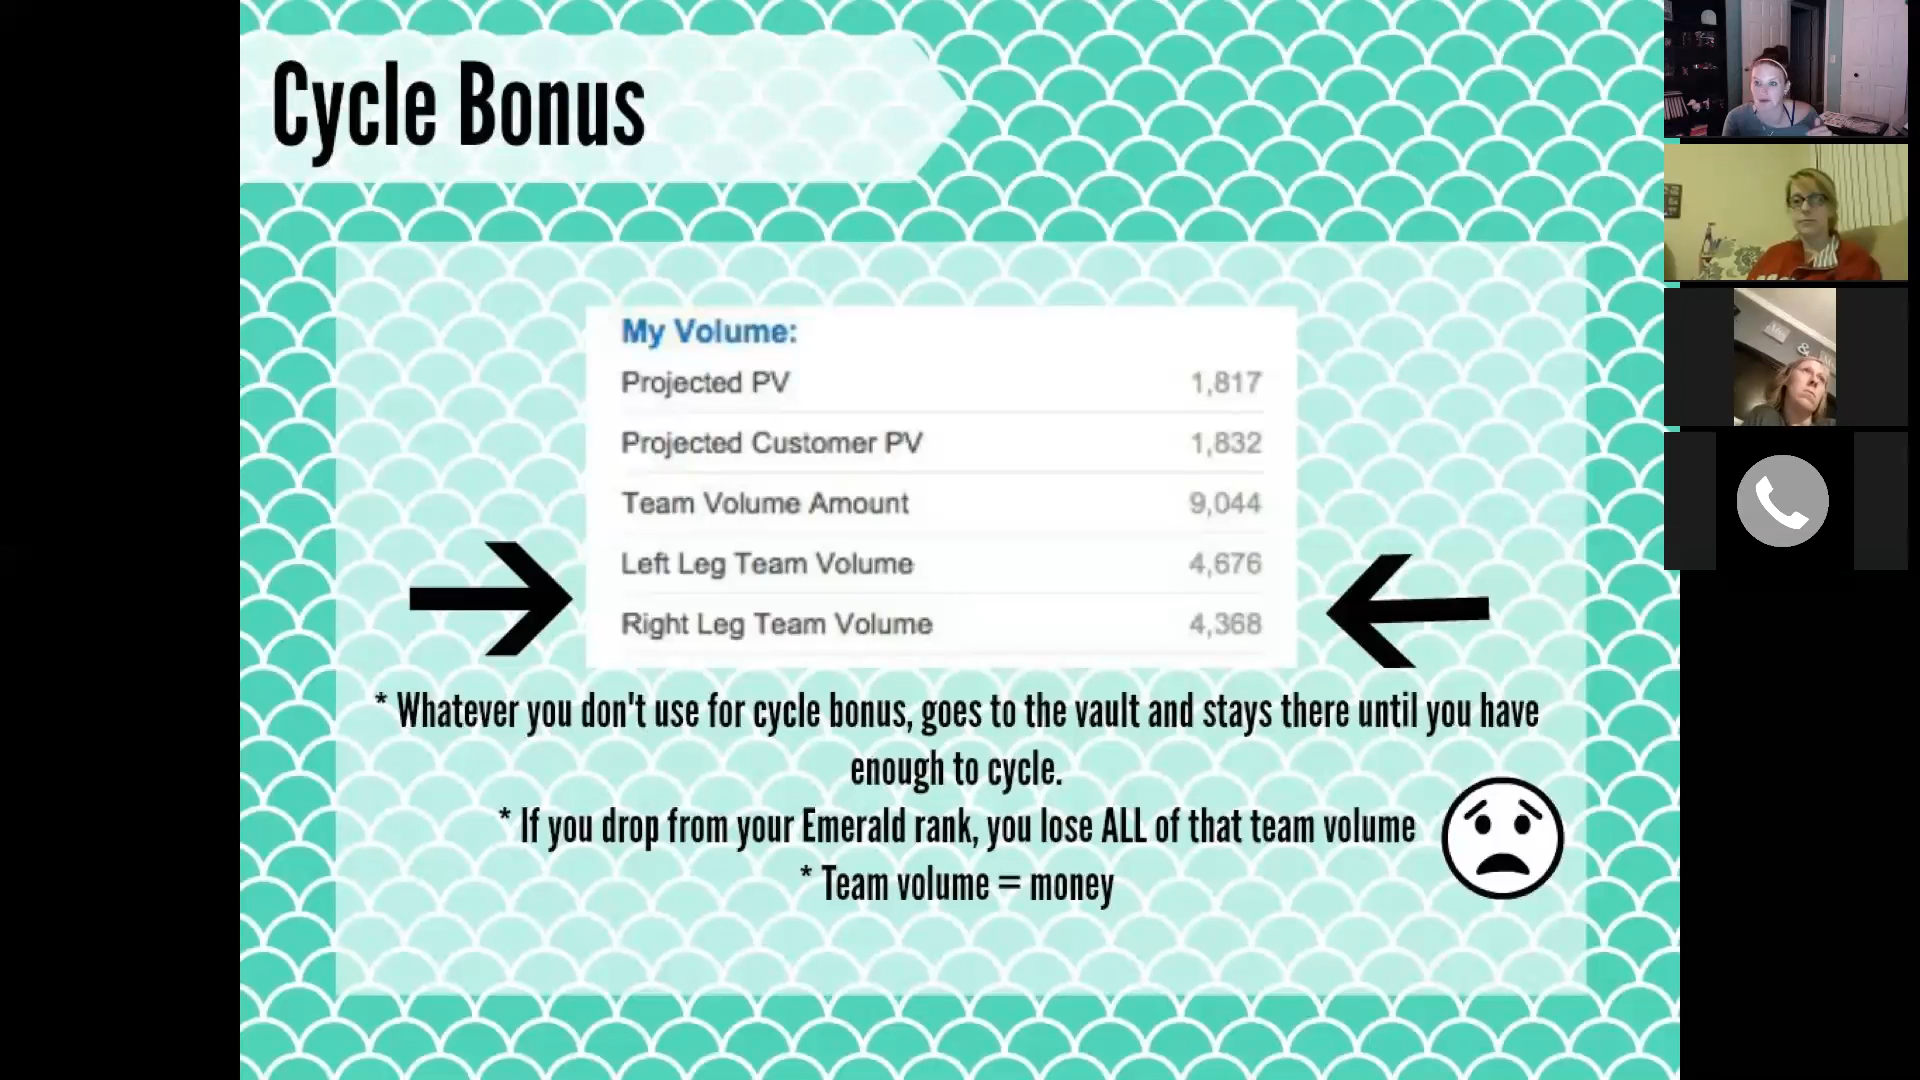 Cycle Bonus
My Volume:
Projected PV 1,817
Projected Customer PV 1,832
Team Volume Amount 9,044
Left Leg Team Volume 4,676
Right Leg Team Volume 4,368
* Whatever you don't use for cycle bonus, goes to the vault and stays there until you have
enough to cycle.
* If you drop from your Emerald rank, you lose ALL of that team volume
* Team volume = money
&